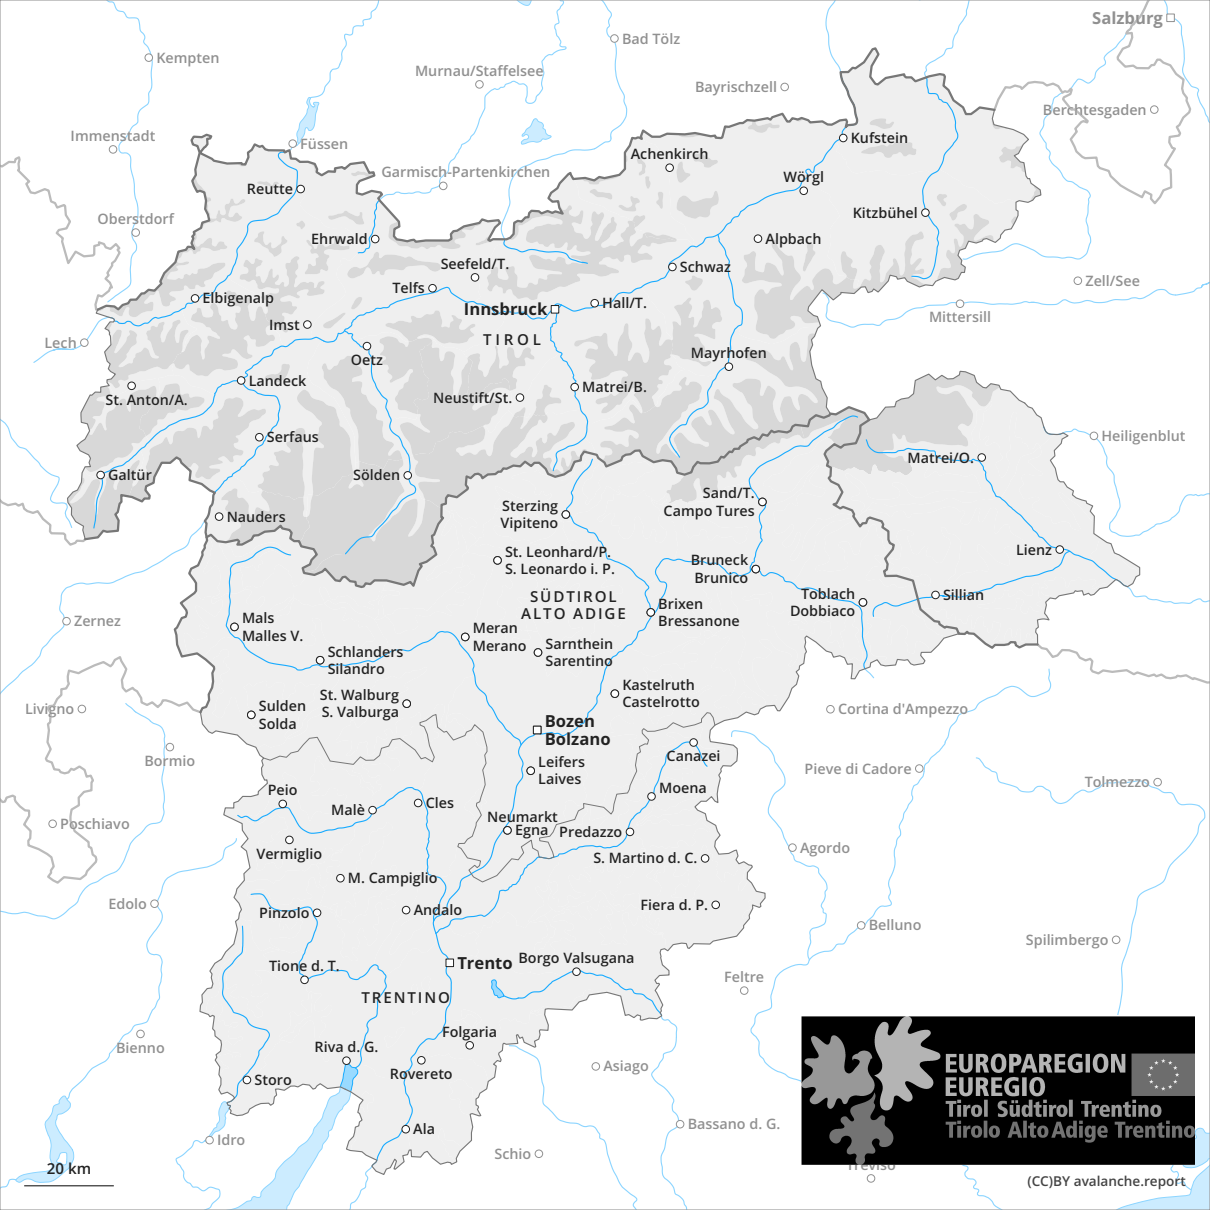 Salzburg
Bad Tölz
Kempten
Murnau/Staffelsee
Bayrischzell
Berchtesgaden
Immenstadt
Füssen
Kufstein
Achenkirch
Garmisch-Partenkirchen
Wörgl
Reutte
Oberstdorf
Kitzbühel
Ehrwald
Alpbach
Seefeld/T.
Schwaz
Zell/See
Telfs
Elbigenalp
Hall/T.
Innsbruck
Mittersill
Imst
TIROL
Lech
Mayrhofen
Oetz
Landeck
Matrei/B.
St. Anton/A.
Neustift/St.
Serfaus
Heiligenblut
Matrei/O.
Galtür
Sölden
Sand/T.
Campo Tures
Sterzing
Vipiteno
Nauders
St. Leonhard/P.
S. Leonardo i. P.
Lienz
Bruneck
Brunico
SÜDTIROL
ALTO ADIGE
Toblach
Dobbiaco
Sillian
Brixen
Bressanone
Zernez
Mals
Malles V.
Meran
Merano
Sarnthein
Sarentino
Schlanders
Silandro
Kastelruth
Castelrotto
St. Walburg
S. Valburga
Livigno
Sulden
Solda
Cortina d'Ampezzo
Bozen
Bolzano
Canazei
Bormio
Leifers
Laives
Pieve di Cadore
Tolmezzo
Peio
Moena
Malè
Cles
Neumarkt
Egna
Predazzo
Poschiavo
Vermiglio
S. Martino d. C.
Agordo
M. Campiglio
Edolo
Pinzolo
Andalo
Fiera d. P.
Belluno
Spilimbergo
Trento
Borgo Valsugana
Tione d. T.
Feltre
TRENTINO
Bienno
Folgaria
Riva d. G.
Rovereto
Asiago
Storo
EUROPAREGION
EUREGIO
Tirol Südtirol Trentino
Tirolo Alto Adige Trentino
Ala
Bassano d. G.
Idro
Schio
Treviso
20 km
(CC)BY avalanche.report